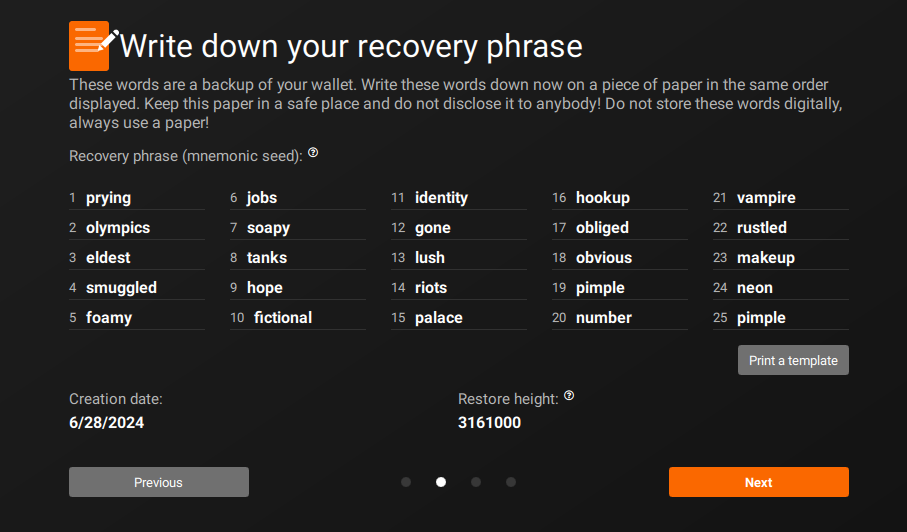 Write down your recovery phrase
These words are a backup of your wallet. Write these words down now on a piece of paper in the same order
displayed. Keep this paper in a safe place and do not disclose it to anybody! Do not store these words digitally,
always use a paper!
Recovery phrase (mnemonic seed): ?
1 prying 6 jobs 11 identity 16 hookup 21 vampire
2 olympics 7 soapy 12 gone 17 obliged 22 rustled
3 eldest 8 tanks 13 lush 18 obvious 23 makeup
4 smuggled 9 hope 14 riots 19 pimple 24 neon
5 foamy 10 fictional 15 palace 20 number 25 pimple
Print a template
Creation date: Restore height: ?
6/28/2024 3161000
Previous Next